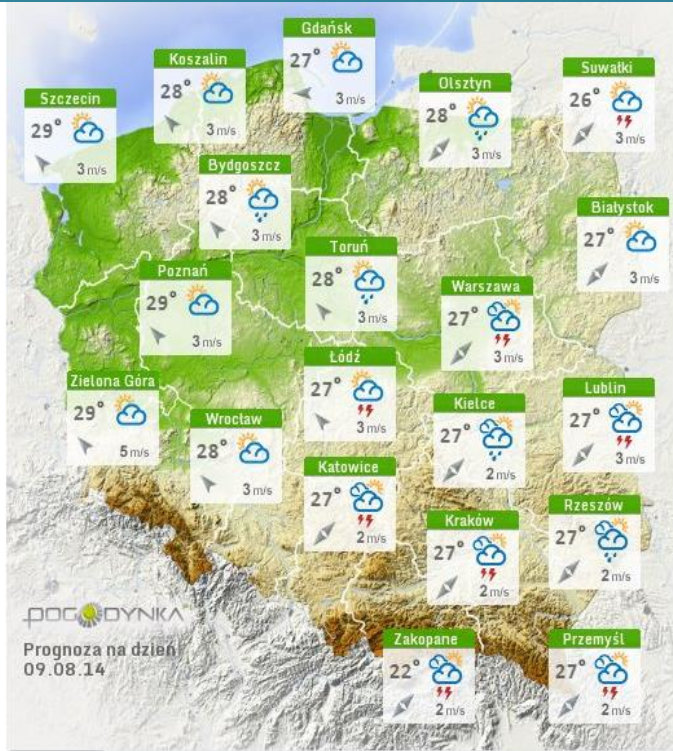 Gdańsk
27°
3 m/s
Koszalin
28°
3 m/s
Suwałki
26°
3 m/s
Olsztyn
28°
3 m/s
Szczecin
29°
3 m/s
Bydgoszcz
28°
3 m/s
Białystok
27°
3 m/s
Toruń
28°
3 m/s
Poznań
29°
3 m/s
Warszawa
27°
3 m/s
Łódź
27°
3 m/s
Zielona Góra
29°
5 m/s
Lublin
27°
3 m/s
Kielce
27°
2 m/s
Wrocław
28°
3 m/s
Katowice
27°
2 m/s
Rzeszów
27°
2 m/s
Kraków
27°
2 m/s
POGODYNKA
Prognoza na dzień
09.08.14
Zakopane
22°
2 m/s
Przemyśl
27°
2 m/s